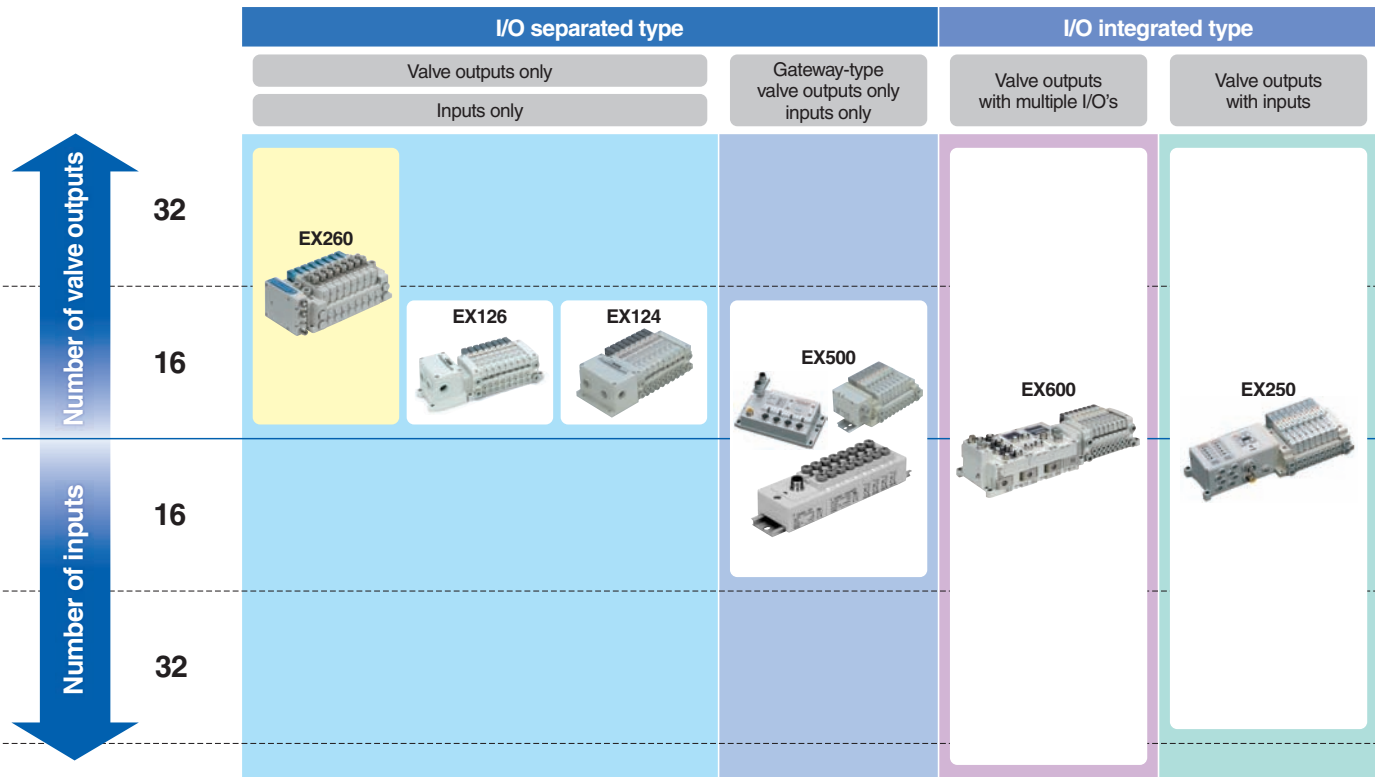 I/O separated type
I/O integrated type
Valve outputs only
Inputs only
Gateway-type
valve outputs only
inputs only
Valve outputs
with multiple I/O's
Valve outputs
with inputs
Number of valve outputs
32
16
EX260
EX126
EX124
EX500
EX600
EX250
Number of inputs
16
32